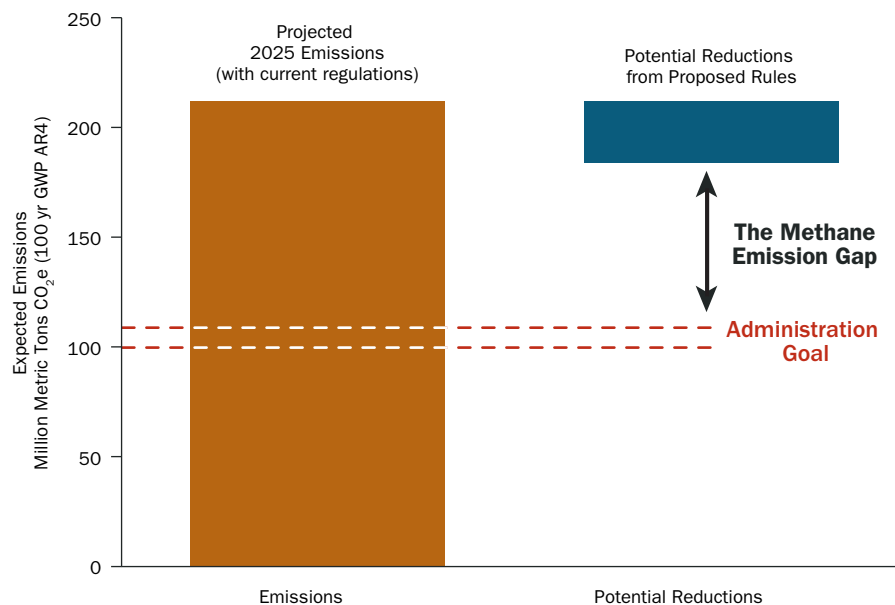 250
200
150
100
50
0
Expected Emissions
Million Metric Tons CO₂e (100 yr GWP AR4)
Projected
2025 Emissions
(with current regulations)
Potential Reductions
from Proposed Rules
The Methane
Emission Gap
Administration
Goal
Emissions
Potential Reductions